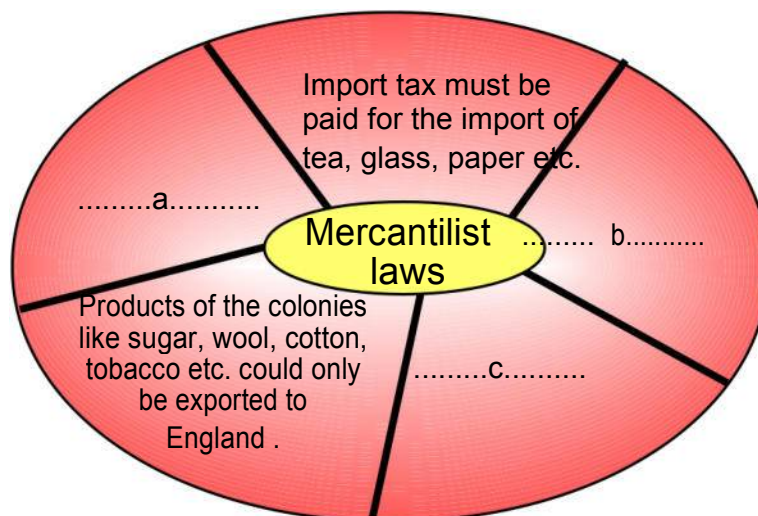 Import tax must be
paid for the import of
tea, glass, paper etc.
.........a...........
Mercantilist
laws
......... b...........
Products of the colonies
like sugar, wool, cotton,
tobacco etc. could only
be exported to
England .
.........c..........